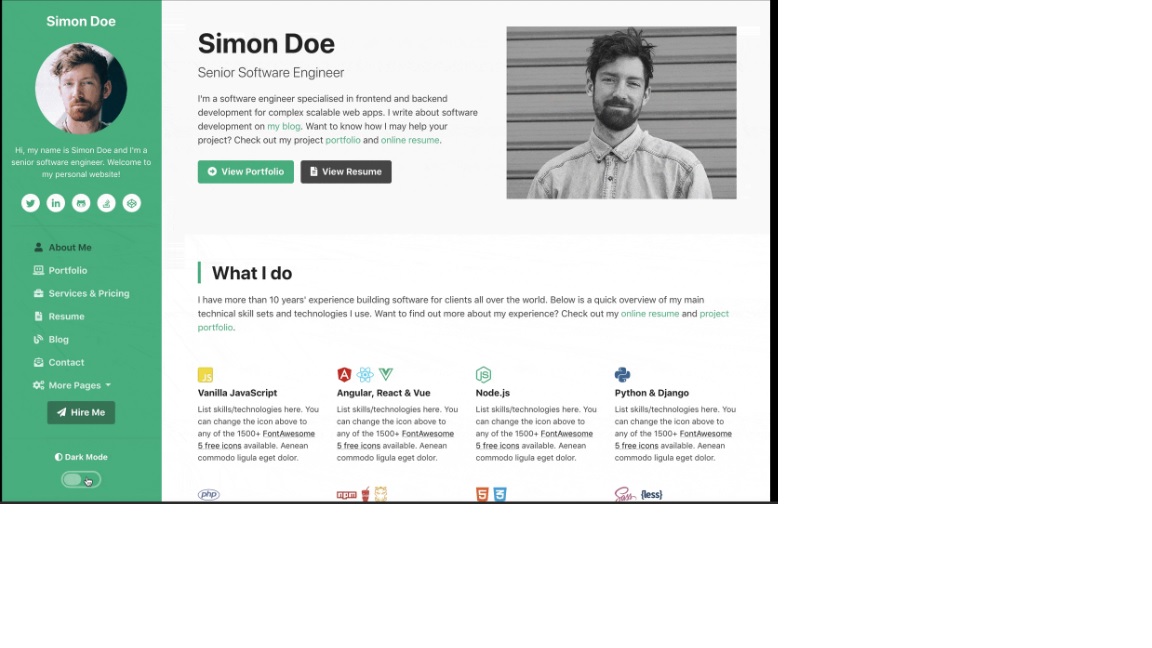 Simon Doe
Hi, my name is Simon Doe and I'm a
senior software engineer. Welcome to
my personal website!
About Me
Portfolio
Services & Pricing
Resume
Blog
Contact
More Pages
Hire Me
Dark Mode
Simon Doe
Senior Software Engineer
I'm a software engineer specialised in frontend and backend
development for complex scalable web apps. I write about software
development on my blog. Want to know how I may help your
project? Check out my project portfolio and online resume.
View Portfolio
View Resume
What I do
I have more than 10 years' experience building software for clients all over the world. Below is a quick overview of my main
technical skill sets and technologies I use. Want to find out more about my experience? Check out my online resume and project
portfolio.
JS
Vanilla JavaScript
List skills/technologies here. You
can change the icon above to
any of the 1500+ FontAwesome
5 free icons available. Aenean
commodo ligula eget dolor.
Angular, React & Vue
List skills/technologies here. You
can change the icon above to
any of the 1500+ FontAwesome
5 free icons available. Aenean
commodo ligula eget dolor.
Node.js
List skills/technologies here. You
can change the icon above to
any of the 1500+ FontAwesome
5 free icons available. Aenean
commodo ligula eget dolor.
Python & Django
List skills/technologies here. You
can change the icon above to
any of the 1500+ FontAwesome
5 free icons available. Aenean
commodo ligula eget dolor.
php
npm
5 3
Sass {less}